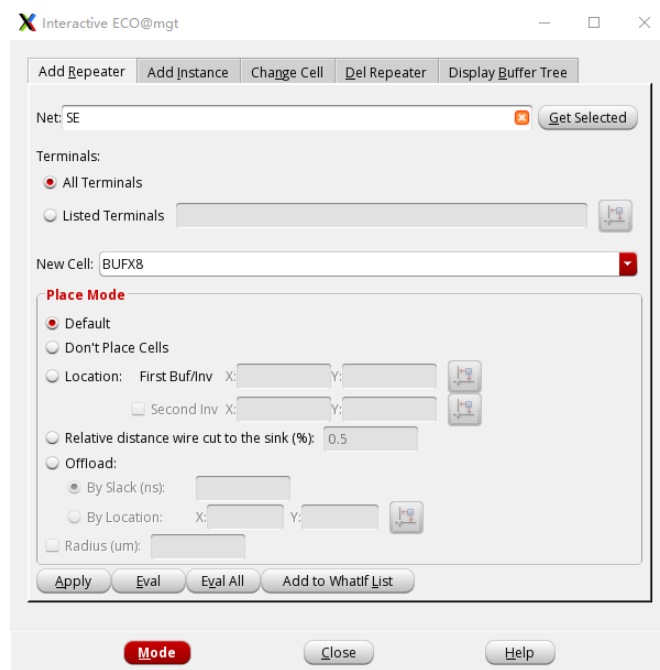 Interactive ECO@mgt
Add Repeater Add Instance Change Cell Del Repeater Display Buffer Tree
Net: SE Get Selected
Terminals:
All Terminals
Listed Terminals
New Cell: BUFX8
Place Mode
Default
Don't Place Cells
Location: First Buf/Inv X: Y:
Second Inv X: Y:
Relative distance wire cut to the sink (%): 0.5
Offload:
By Slack (ns):
By Location: X: Y:
Radius (um):
Apply Eval Eval All Add to WhatIf List
Mode Close Help